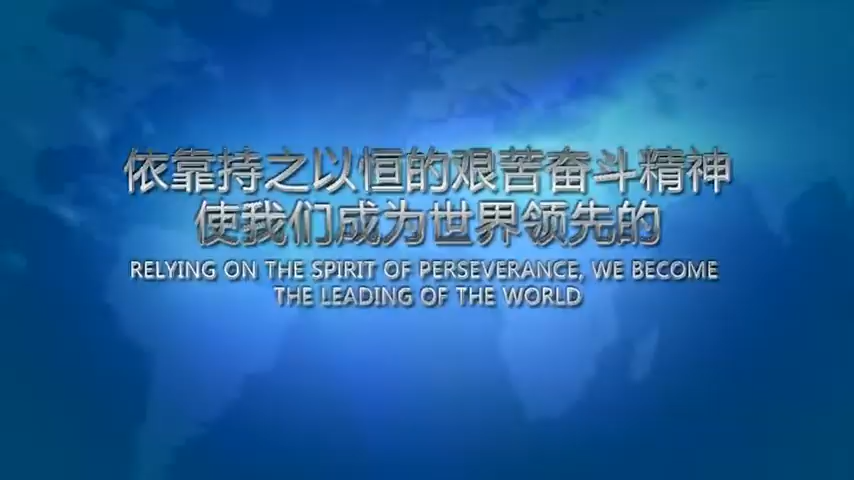 依靠持之以恒的艰苦奋斗精神
使我们成为世界领先的
RELYING ON THE SPIRIT OF PERSEVERANCE, WE BECOME
THE LEADING OF THE WORLD